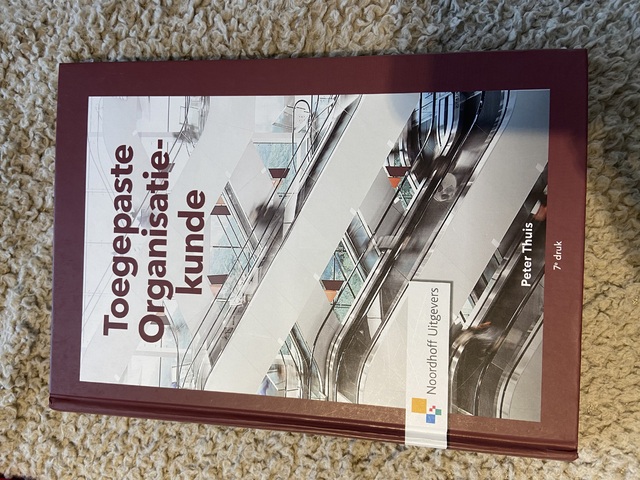 Toegepaste
Organisatie-
kunde
Peter Thuis
7e druk
Noordhoff Uitgevers